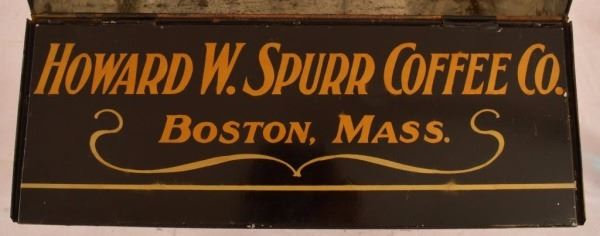 HOWARD W. SPURR COFFEE CO.
BOSTON, MASS.